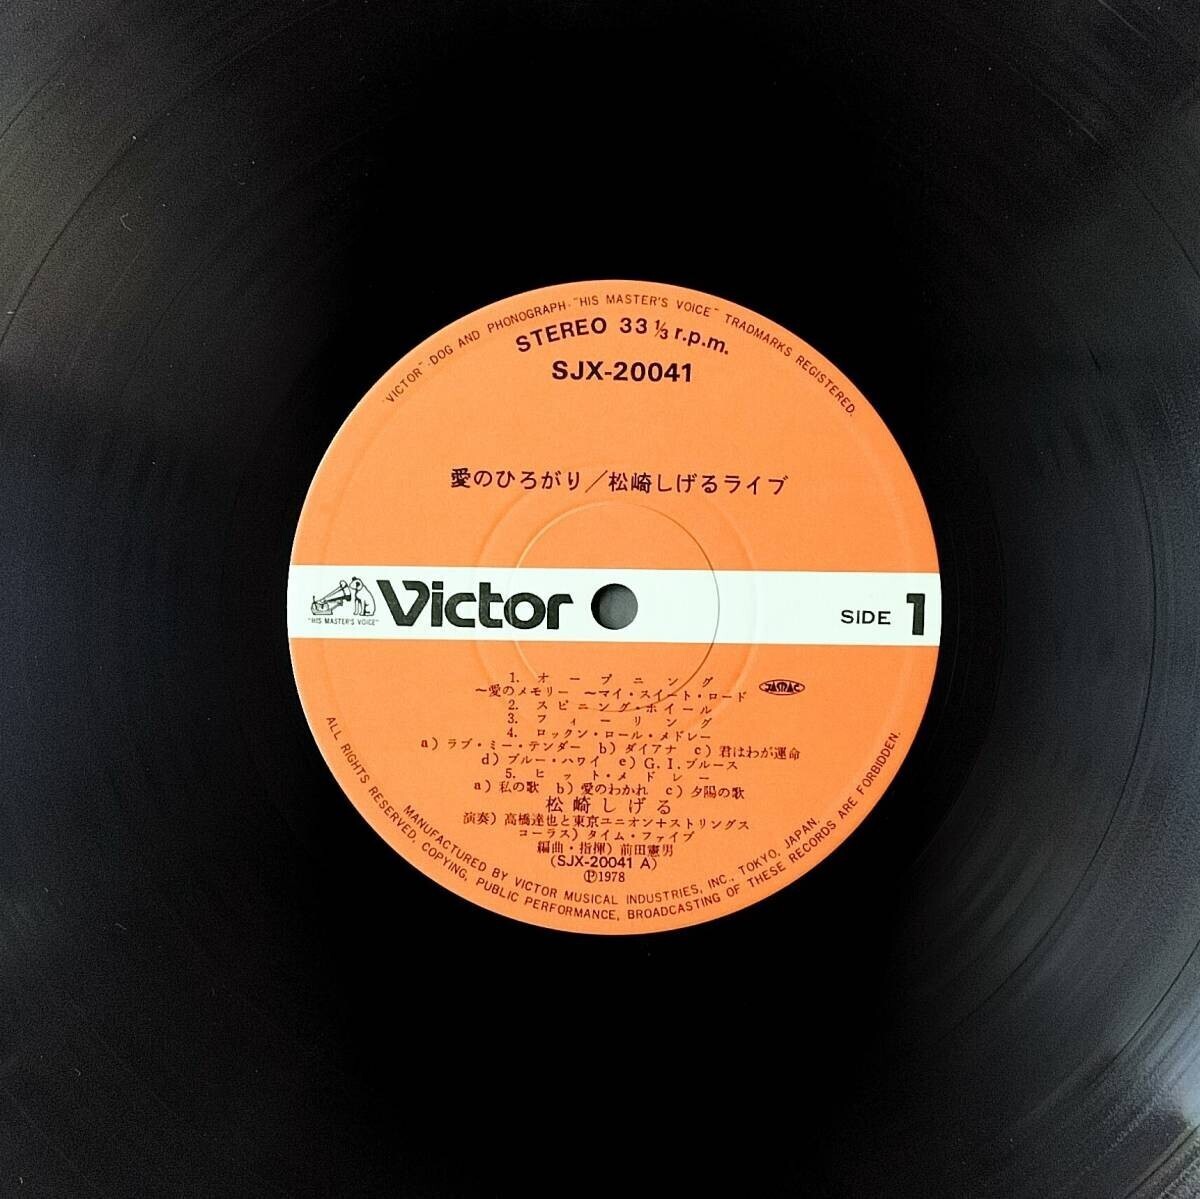 "VICTOR"-DOG AND PHONOGRAPH-"HIS MASTER'S VOICE" TRADMARKS REGISTERED.
STEREO 33⅓ r.p.m.
SJX-20041
愛のひろがり/松崎しげるライブ
"HIS MASTER'S VOICE"
Victor
SIDE 1
1. オープニング
〜愛のメモリー 〜マイ・スイート・ロード
JASRAC
2. スピニング・ホイール
3. フィーリング
4. ロックン・ロール・メドレー
a) ラブ・ミー・テンダー b) ダイアナ c) 君はわが運命
d) ブルー・ハワイ e) G.I.ブルース
5. ヒット・メドレー
a) 私の歌 b) 愛のわかれ c) 夕陽の歌
松崎しげる
演奏) 高橋達也と東京ユニオン+ストリングス
コーラス) タイム・ファイブ
編曲・指揮) 前田憲男
(SJX-20041 A)
Ⓟ1978
MANUFACTURED BY VICTOR MUSICAL INDUSTRIES, INC., TOKYO, JAPAN.
ALL RIGHTS RESERVED, COPYING, PUBLIC PERFORMANCE, BROADCASTING OF THESE RECORDS ARE FORBIDDEN.